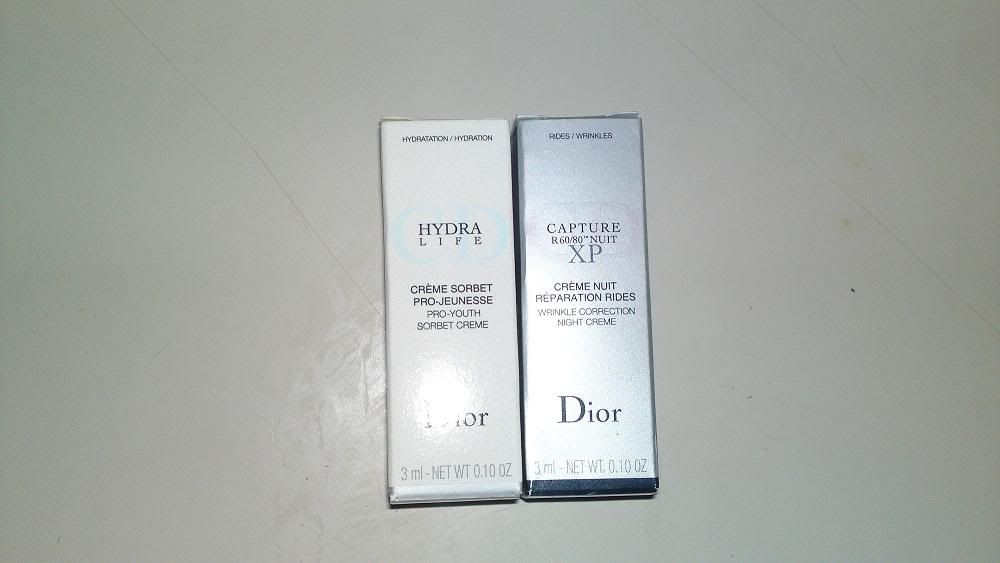 HYDRATATION / HYDRATION
CD
HYDRA
LIFE
CRÈME SORBET
PRO-JEUNESSE
PRO-YOUTH
SORBET CREME
Dior
3 ml - NET WT 0.10 OZ
RIDES / WRINKLES
CD
CAPTURE
R60/80™ NUIT
XP
CRÈME NUIT
RÉPARATION RIDES
WRINKLE CORRECTION
NIGHT CREME
Dior
3 ml - NET WT. 0.10 OZ